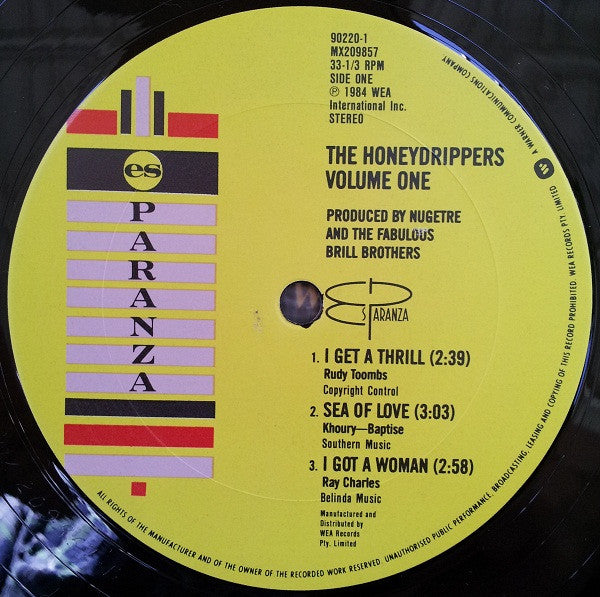 90220-1
MX209857
33-1/3 RPM
SIDE ONE
℗ 1984 WEA
International Inc.
STEREO
THE HONEYDRIPPERS
VOLUME ONE
PRODUCED BY NUGETRE
AND THE FABULOUS
BRILL BROTHERS
es
PARANZA
ES PARANZA
1. I GET A THRILL (2:39)
Rudy Toombs
Copyright Control
2. SEA OF LOVE (3:03)
Khoury—Baptise
Southern Music
3. I GOT A WOMAN (2:58)
Ray Charles
Belinda Music
Manufactured and
Distributed by
WEA Records
Pty. Limited
ALL RIGHTS OF THE MANUFACTURER AND OF THE OWNER OF THE RECORDED WORK RESERVED. UNAUTHORISED PUBLIC PERFORMANCE, BROADCASTING, LEASING AND COPYING OF THIS RECORD PROHIBITED. WEA RECORDS PTY. LIMITED
A WARNER COMMUNICATIONS COMPANY